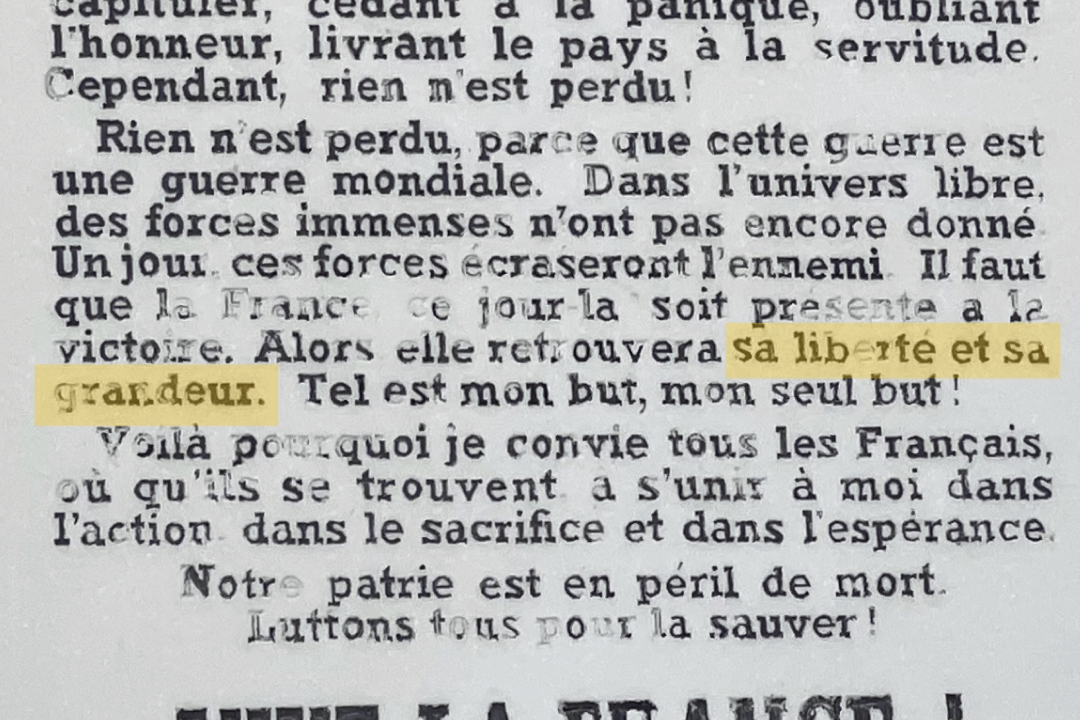 capituler, cédant à la panique, oubliant
l'honneur, livrant le pays à la servitude.
Cependant, rien n'est perdu!
Rien n'est perdu, parce que cette guerre est
une guerre mondiale. Dans l'univers libre,
des forces immenses n'ont pas encore donné
Un jour, ces forces écraseront l'ennemi. Il faut
que la France, ce jour-la soit présente a la
victoire. Alors elle retrouvera sa liberté et sa
grandeur. Tel est mon but, mon seul but!
Voilà pourquoi je convie tous les Français,
où qu'ils se trouvent a s'unir à moi dans
l'action dans le sacrifice et dans l'espérance.
Notre patrie est en péril de mort.
Luttons tous pour la sauver!
VIVE LA FRANCE !